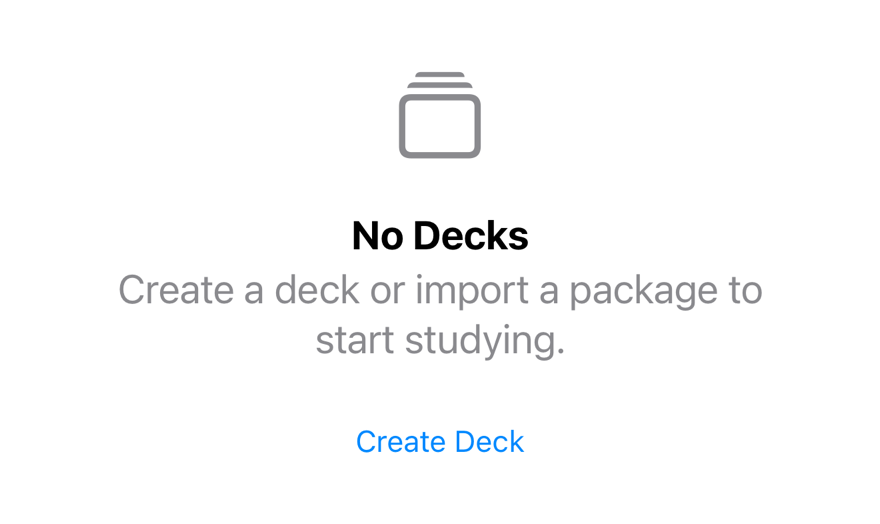 No Decks
Create a deck or import a package to
start studying.
Create Deck